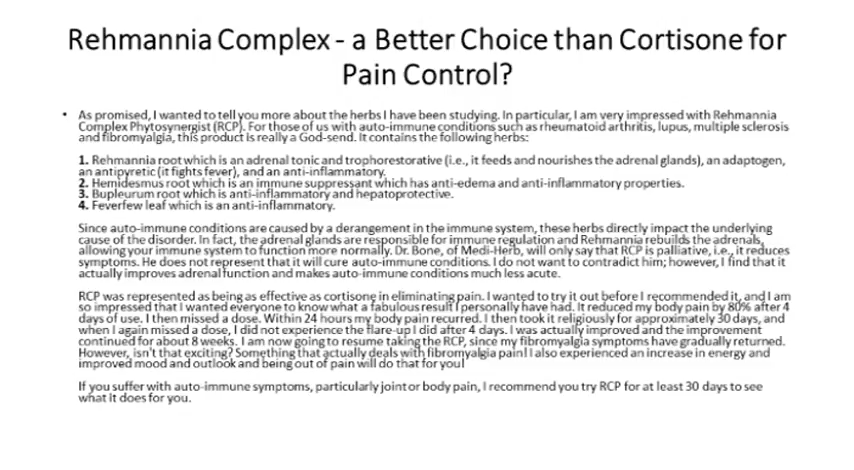 Rehmannia Complex - a Better Choice than Cortisone for
Pain Control?
• As promised, I wanted to tell you more about the herbs I have been studying. In particular, I am very impressed with Rehmannia
Complex Phytosynergist (RCP). For those of us with auto-immune conditions such as rheumatoid arthritis, lupus, multiple sclerosis
and fibromyalgia, this product is really a God-send. It contains the following herbs:
1. Rehmannia root which is an adrenal tonic and trophorestorative (i.e., it feeds and nourishes the adrenal glands), an adaptogen,
an antipyretic (it fights fever), and an anti-inflammatory.
2. Hemidesmus root which is an immune suppressant which has anti-edema and anti-inflammatory properties.
3. Bupleurum root which is anti-inflammatory and hepatoprotective.
4. Feverfew leaf which is an anti-inflammatory.
Since auto-immune conditions are caused by a derangement in the immune system, these herbs directly impact the underlying
cause of the disorder. In fact, the adrenal glands are responsible for immune regulation and Rehmannia rebuilds the adrenals,
allowing your immune system to function more normally. Dr. Bone, of Medi-Herb, will only say that RCP is palliative, i.e., it reduces
symptoms. He does not represent that it will cure auto-immune conditions. I do not want to contradict him; however, I find that it
actually improves adrenal function and makes auto-immune conditions much less acute.
RCP was represented as being as effective as cortisone in eliminating pain. I wanted to try it out before I recommended it, and I am
so impressed that I wanted everyone to know what a fabulous result I personally have had. It reduced my body pain by 80% after 4
days of use. I then missed a dose. Within 24 hours my body pain recurred. I then took it religiously for approximately 30 days, and
when I again missed a dose, I did not experience the flare-up I did after 4 days. I was actually improved and the improvement
continued for about 8 weeks. I am now going to resume taking the RCP, since my fibromyalgia symptoms have gradually returned.
However, isn't that exciting? Something that actually deals with fibromyalgia pain! I also experienced an increase in energy and
improved mood and outlook and being out of pain will do that for you!
If you suffer with auto-immune symptoms, particularly joint or body pain, I recommend you try RCP for at least 30 days to see
what it does for you.